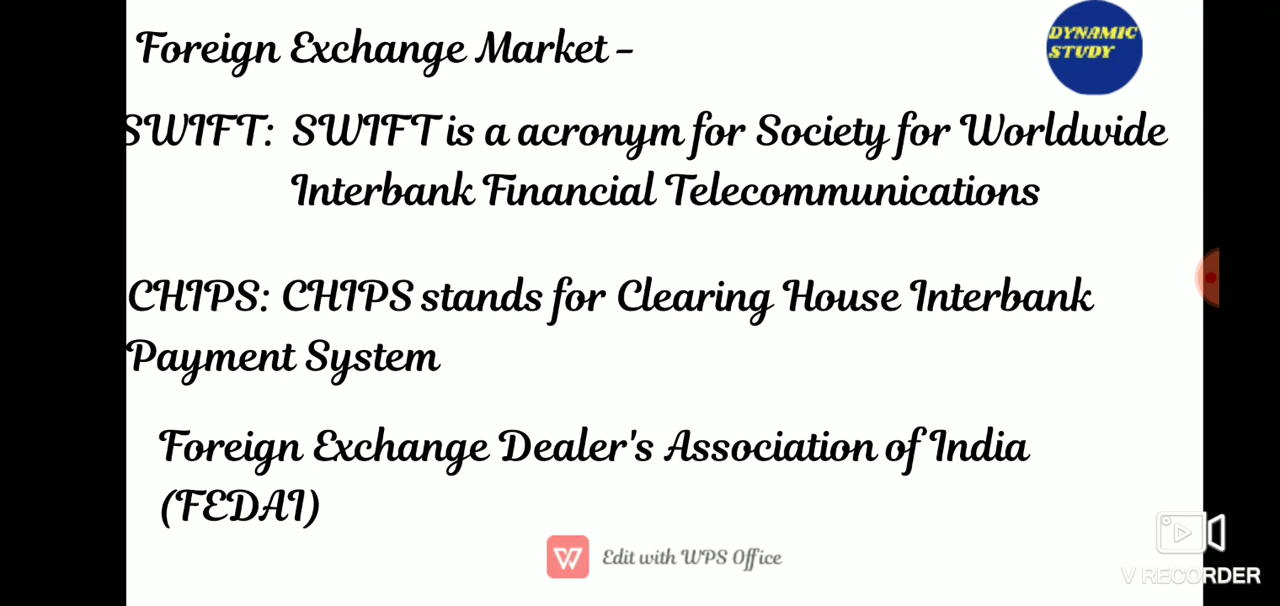 Foreign Exchange Market -
DYNAMIC
STUDY
SWIFT: SWIFT is a acronym for Society for Worldwide
Interbank Financial Telecommunications
CHIPS: CHIPS stands for Clearing House Interbank
Payment System
Foreign Exchange Dealer's Association of India
(FEDAI)
Edit with WPS Office
V RECORDER